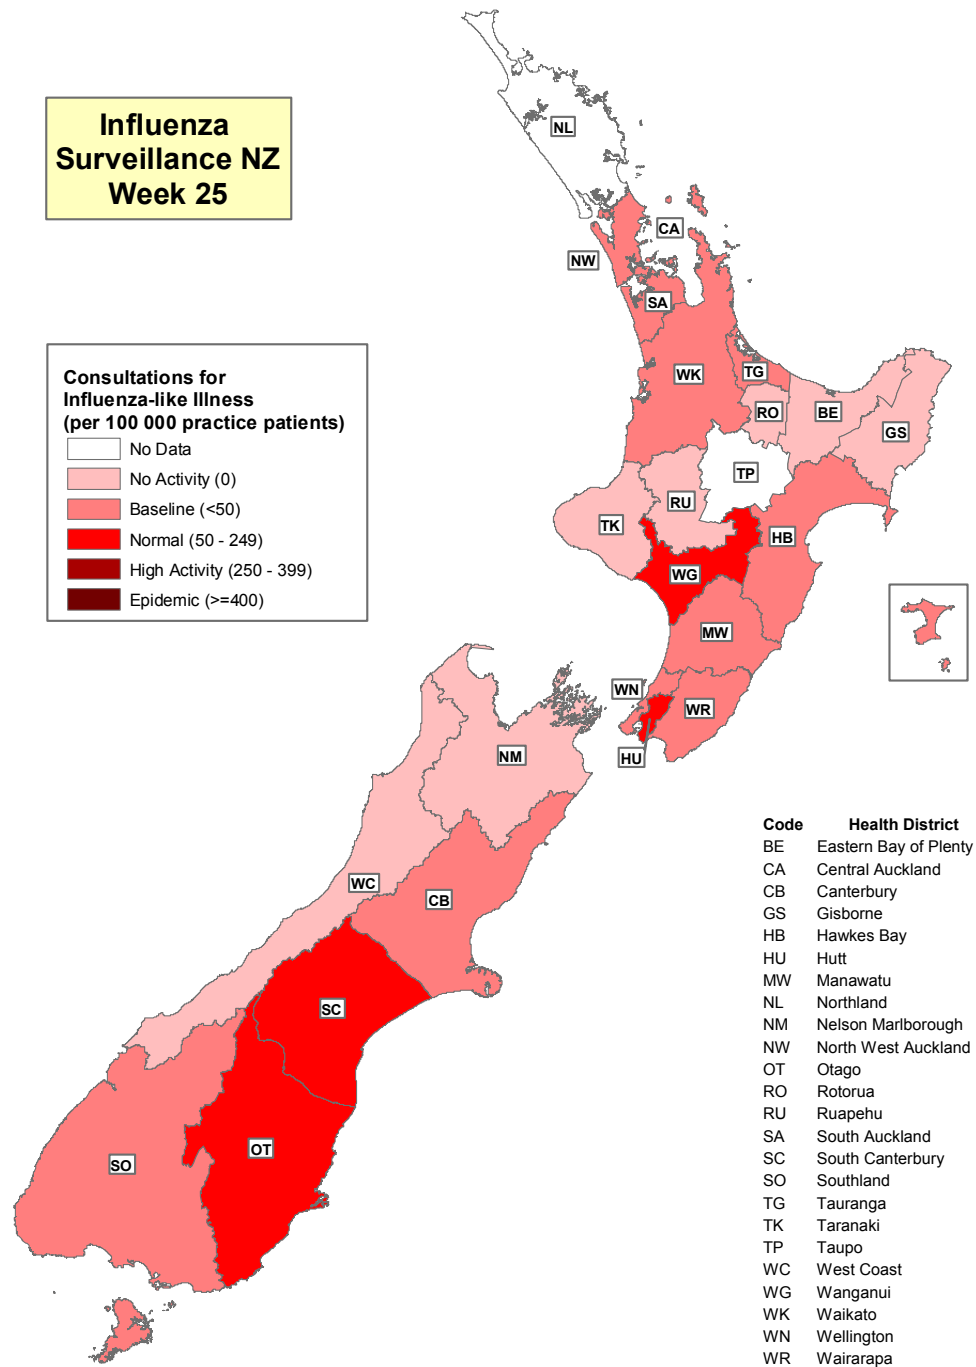 Influenza
Surveillance NZ
Week 25
NL
CA
NW
SA
WK
TG
RO
BE
GS
TP
RU
TK
HB
WG
MW
WN
WR
HU
NM
WC
CB
SC
OT
SO
Consultations for
Influenza-like Illness
(per 100 000 practice patients)
No Data
No Activity (0)
Baseline (<50)
Normal (50 - 249)
High Activity (250 - 399)
Epidemic (>=400)
Code Health District
BE Eastern Bay of Plenty
CA Central Auckland
CB Canterbury
GS Gisborne
HB Hawkes Bay
HU Hutt
MW Manawatu
NL Northland
NM Nelson Marlborough
NW North West Auckland
OT Otago
RO Rotorua
RU Ruapehu
SA South Auckland
SC South Canterbury
SO Southland
TG Tauranga
TK Taranaki
TP Taupo
WC West Coast
WG Wanganui
WK Waikato
WN Wellington
WR Wairarapa